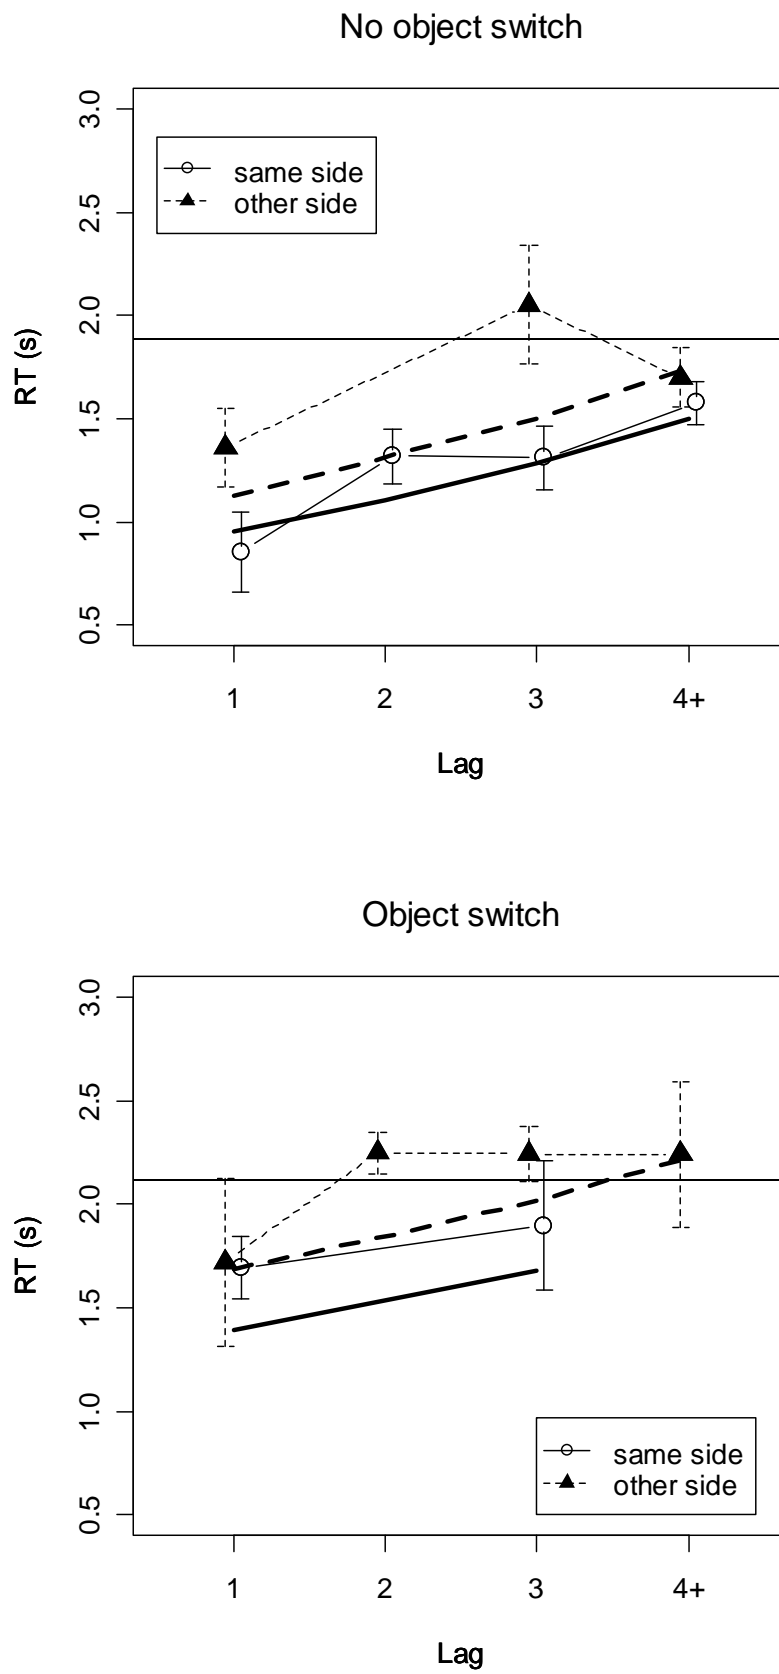 No object switch
3.0
2.5
2.0
1.5
1.0
0.5
RT (s)
same side
other side
1 2 3 4+
Lag
Object switch
3.0
2.5
2.0
1.5
1.0
0.5
RT (s)
same side
other side
1 2 3 4+
Lag